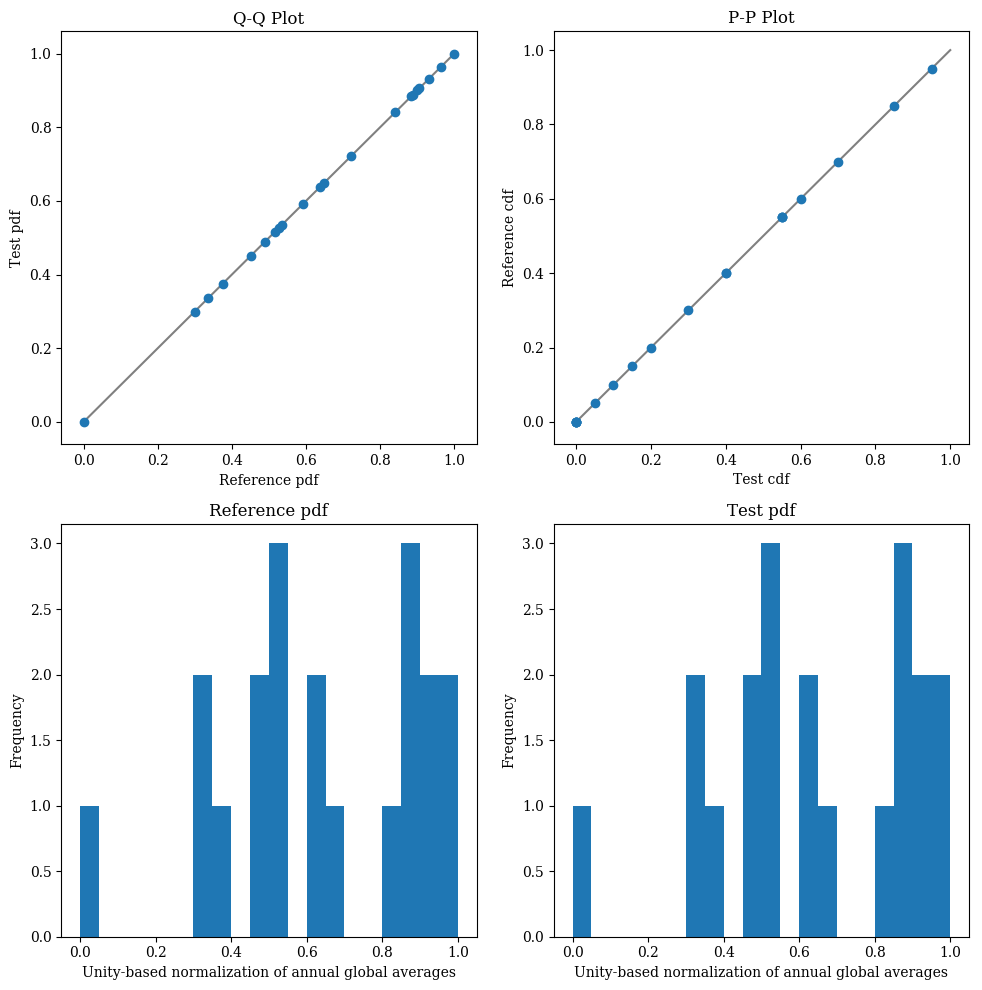 Q-Q Plot
1.0
0.8
0.6
0.4
0.2
0.0
Test pdf
0.0 0.2 0.4 0.6 0.8 1.0
Reference pdf
P-P Plot
1.0
0.8
0.6
0.4
0.2
0.0
Reference cdf
0.0 0.2 0.4 0.6 0.8 1.0
Test cdf
Reference pdf
3.0
2.5
2.0
1.5
1.0
0.5
0.0
Frequency
0.0 0.2 0.4 0.6 0.8 1.0
Unity-based normalization of annual global averages
Test pdf
3.0
2.5
2.0
1.5
1.0
0.5
0.0
Frequency
0.0 0.2 0.4 0.6 0.8 1.0
Unity-based normalization of annual global averages